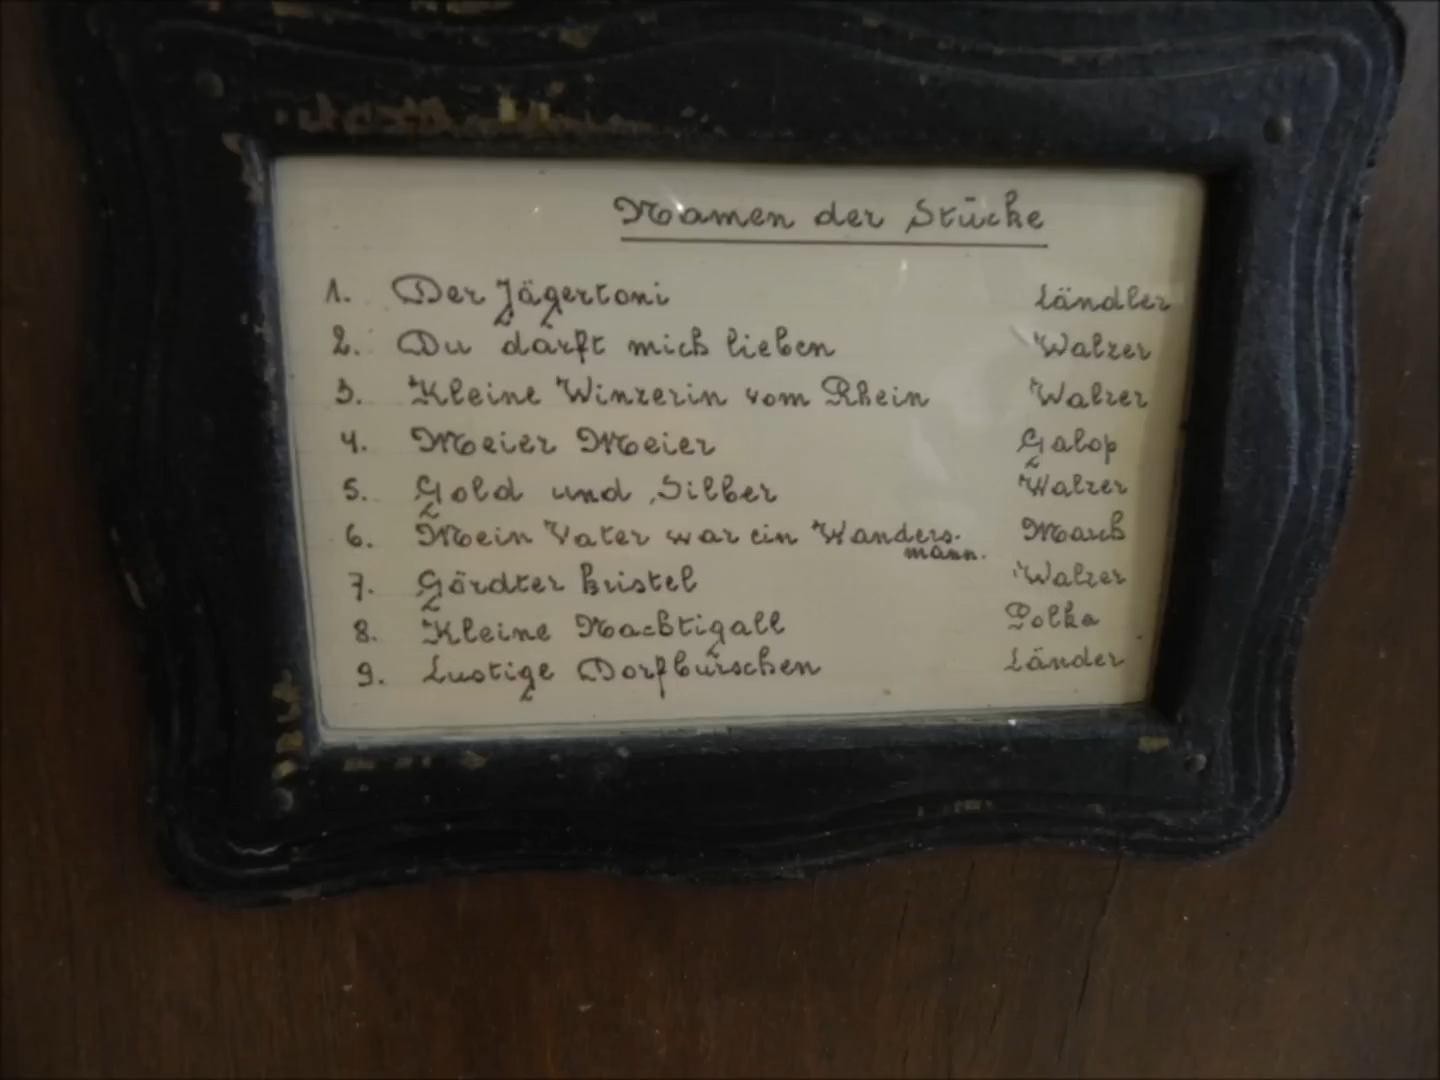 Namen der Stücke
1. Der Jägertoni Ländler
2. Du darfst mich lieben Walzer
3. Kleine Winzerin vom Rhein Walzer
4. Meier Meier Galop
5. Gold und Silber Walzer
6. Mein Vater war ein Wanders- Marsch
mann.
7. Walzer
8. Kleine Nachtigall Polka
9. Lustige Dorfburschen Länder